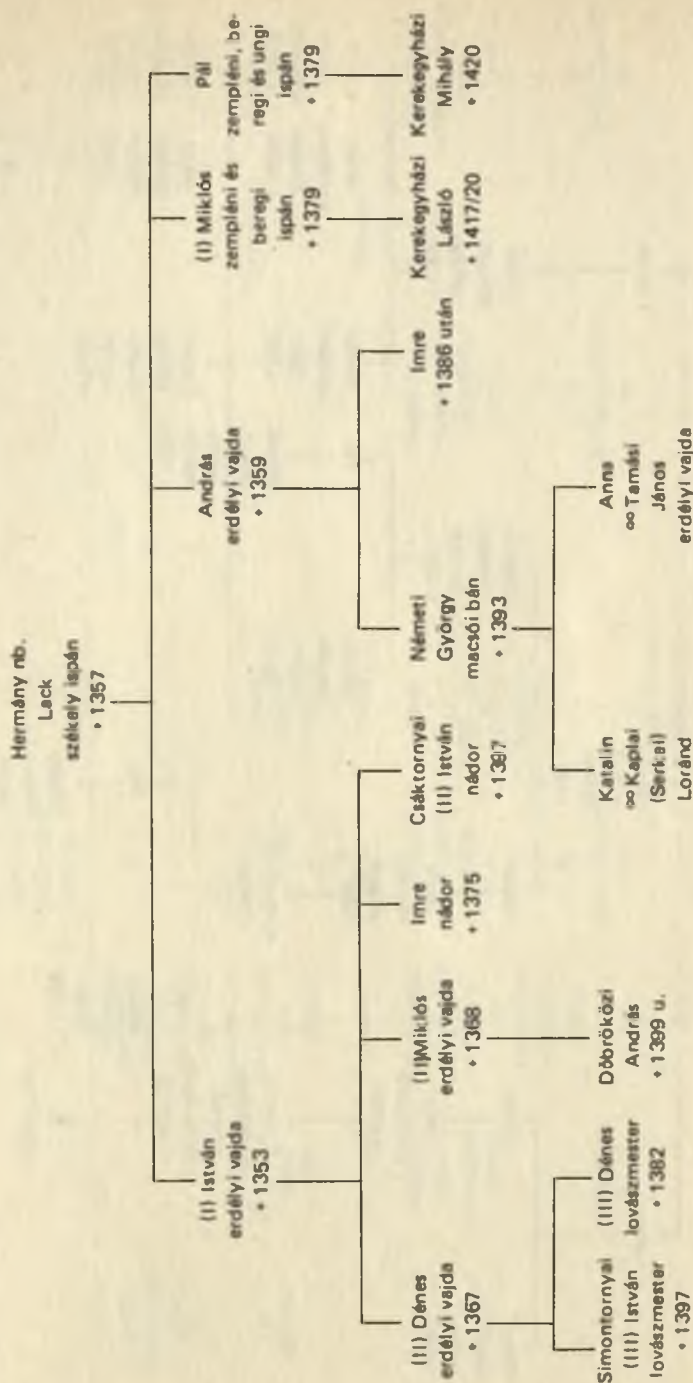 Hermány nb.
Lack
székely ispán
+ 1357
(I) István
erdélyi vajda
+ 1353
András
erdélyi vajda
+ 1359
(I) Miklós
zempléni és
beregi
ispán
+ 1379
Pál
zempléni, be-
regi és ungi
ispán
+ 1379
(II) Dénes
erdélyi vajda
+ 1367
(II)Miklós
erdélyi vajda
+ 1368
Imre
nádor
+ 1375
Csáktornyai
(II) István
nádor
+ 1397
Németi
György
macsói bán
+ 1393
Imre
+ 1386 után
Kerekegyházi
László
+ 1417/20
Kerekegyházi
Mihály
+ 1420
Simontornyai
(III) István
lovászmester
+ 1397
(III) Dénes
lovászmester
+ 1382
Döbröközi
András
+ 1399 u.
Katalin
∞ Kaplai
(Serkei)
Loránd
Anna
∞ Tamási
János
erdélyi vajda